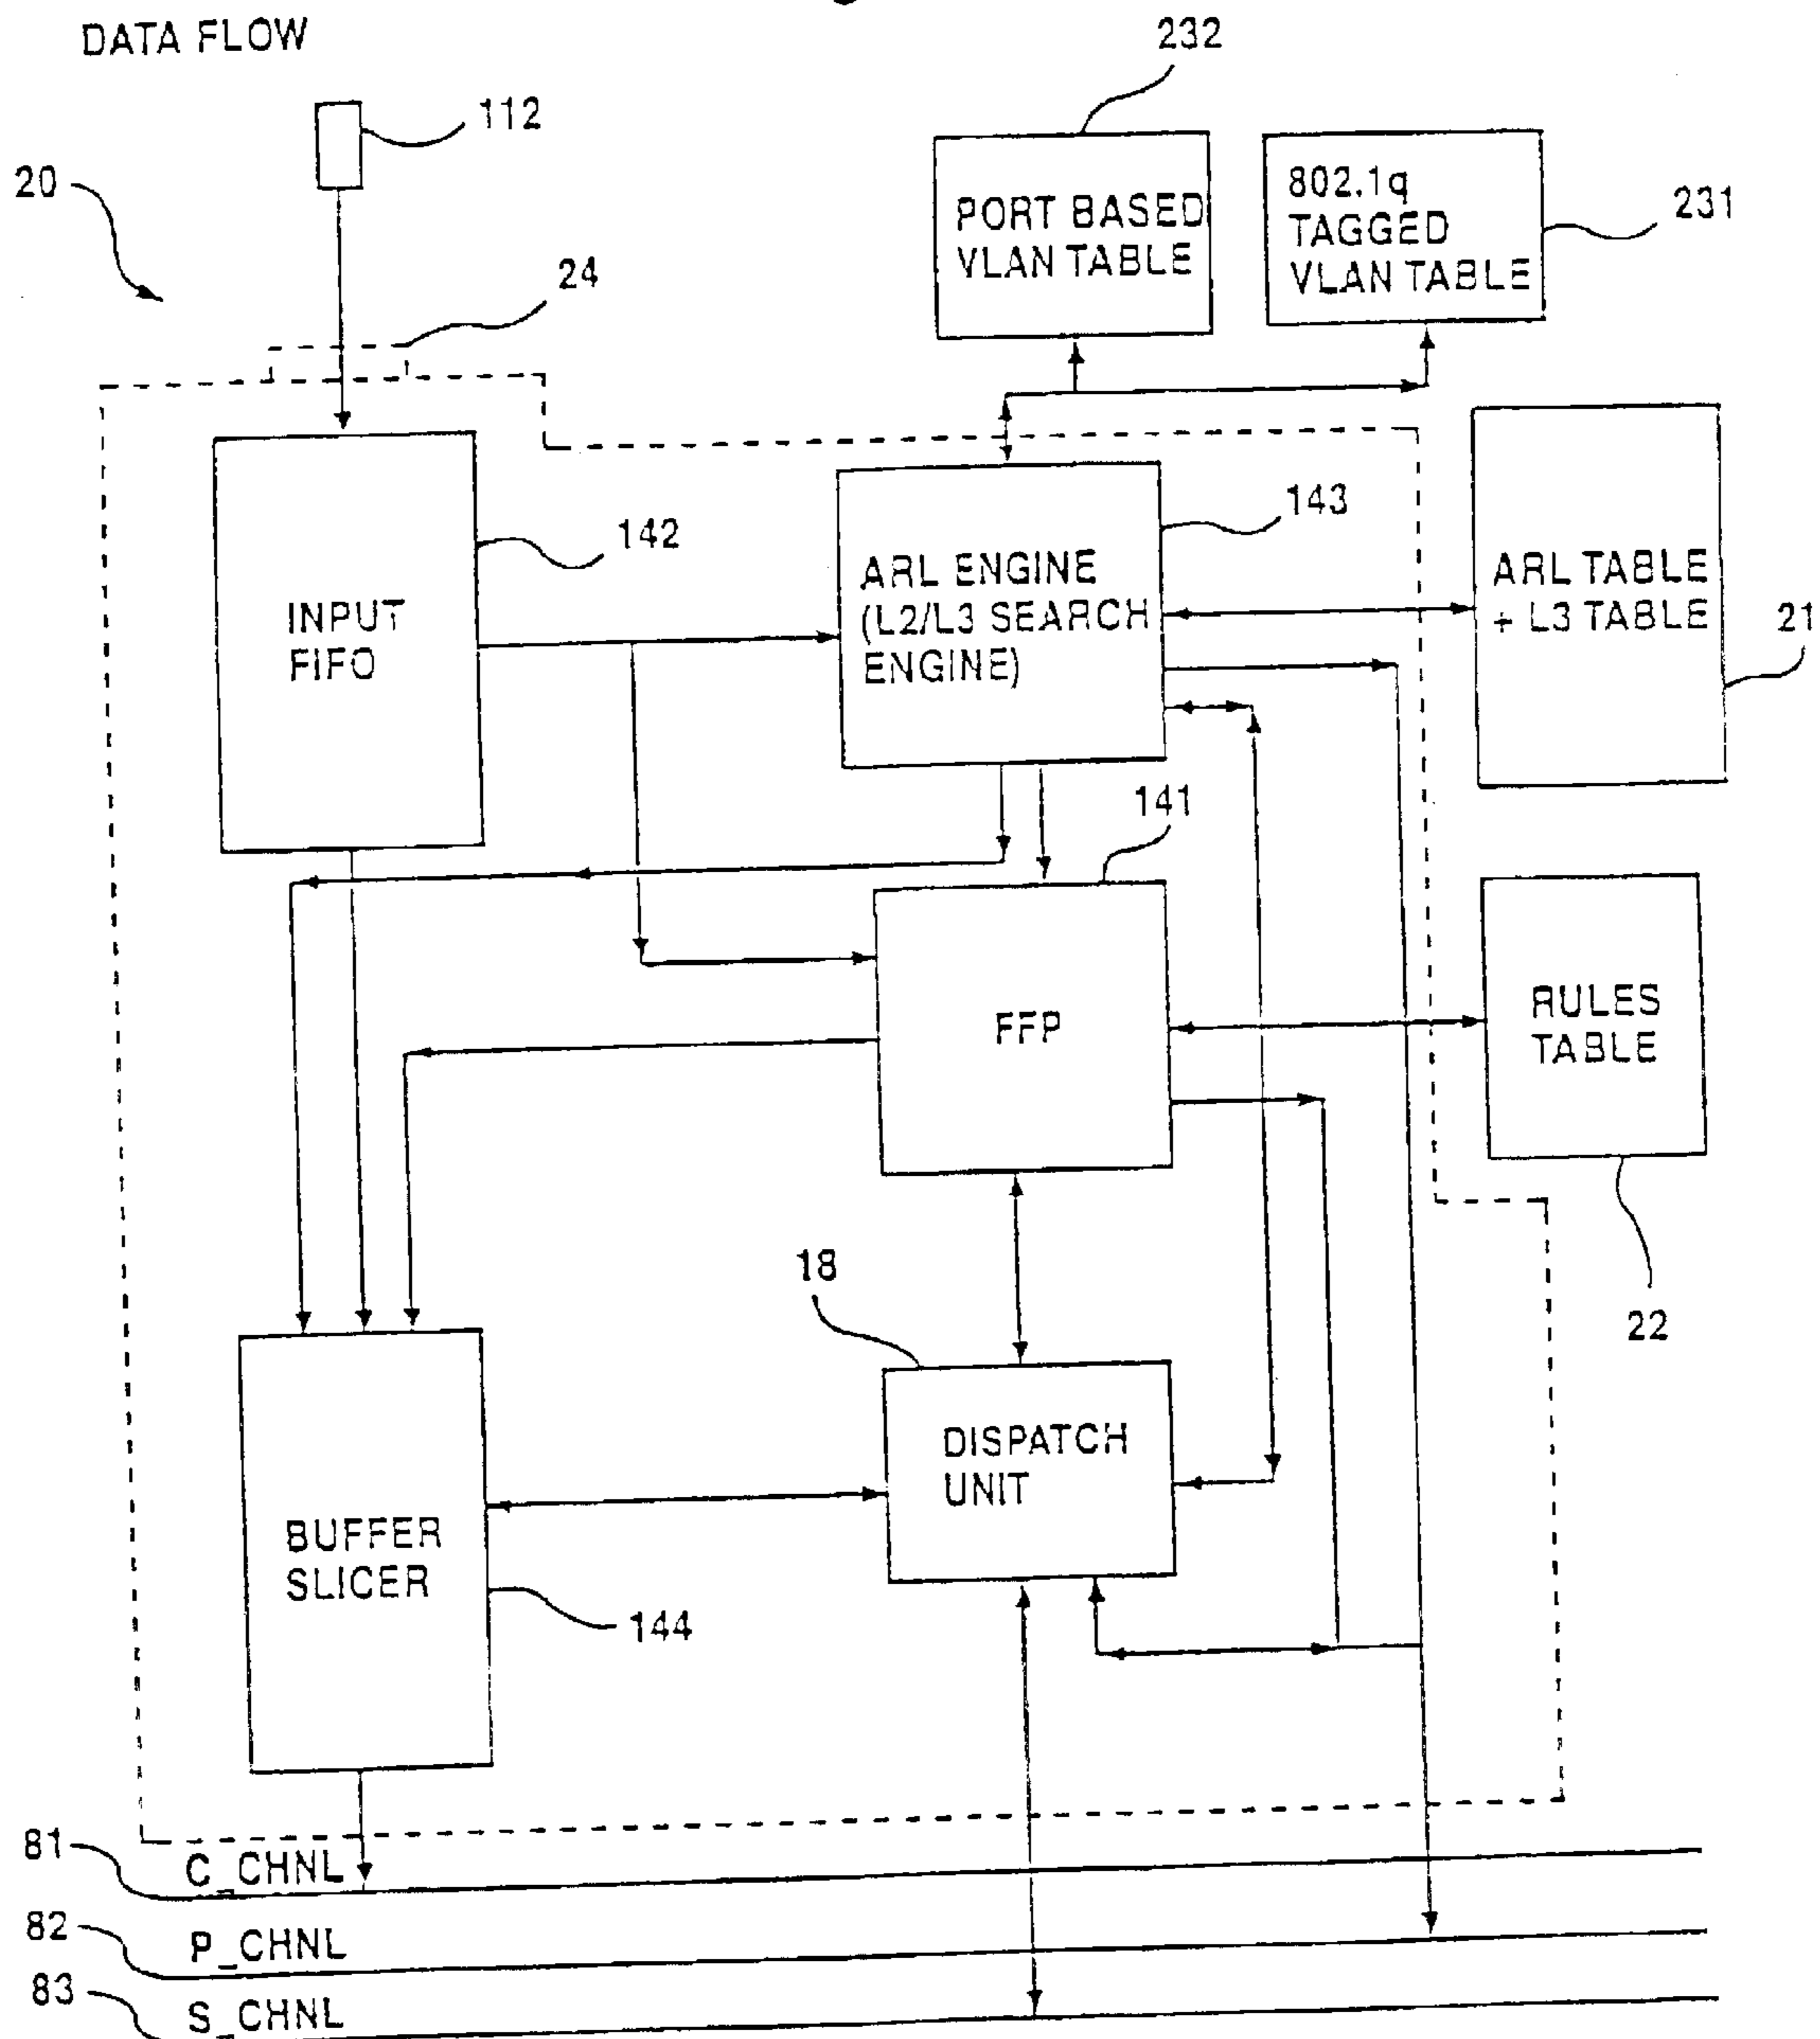 DATA FLOW
232
112
20
24
PORT BASED
VLAN TABLE
802.1q
TAGGED
VLAN TABLE
231
142
143
INPUT
FIFO
ARL ENGINE
(L2/L3 SEARCH
ENGINE)
ARL TABLE
+ L3 TABLE
21
141
FFP
RULES
TABLE
18
22
DISPATCH
UNIT
BUFFER
SLICER
144
81
C_CHNL
82
P_CHNL
83
S_CHNL